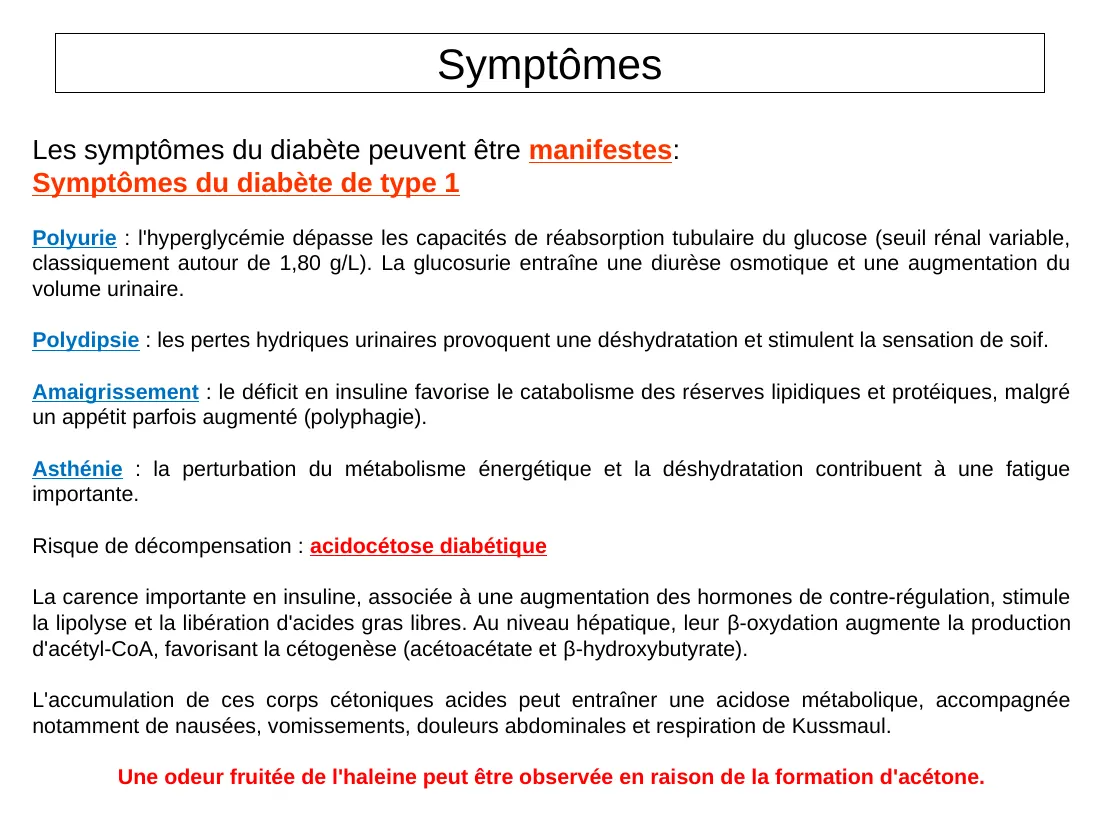 Symptômes
Les symptômes du diabète peuvent être manifestes:
Symptômes du diabète de type 1
Polyurie : l'hyperglycémie dépasse les capacités de réabsorption tubulaire du glucose (seuil rénal variable,
classiquement autour de 1,80 g/L). La glucosurie entraîne une diurèse osmotique et une augmentation du
volume urinaire.
Polydipsie : les pertes hydriques urinaires provoquent une déshydratation et stimulent la sensation de soif.
Amaigrissement : le déficit en insuline favorise le catabolisme des réserves lipidiques et protéiques, malgré
un appétit parfois augmenté (polyphagie).
Asthénie : la perturbation du métabolisme énergétique et la déshydratation contribuent à une fatigue
importante.
Risque de décompensation : acidocétose diabétique
La carence importante en insuline, associée à une augmentation des hormones de contre-régulation, stimule
la lipolyse et la libération d'acides gras libres. Au niveau hépatique, leur β-oxydation augmente la production
d'acétyl-CoA, favorisant la cétogenèse (acétoacétate et β-hydroxybutyrate).
L'accumulation de ces corps cétoniques acides peut entraîner une acidose métabolique, accompagnée
notamment de nausées, vomissements, douleurs abdominales et respiration de Kussmaul.
Une odeur fruitée de l'haleine peut être observée en raison de la formation d'acétone.